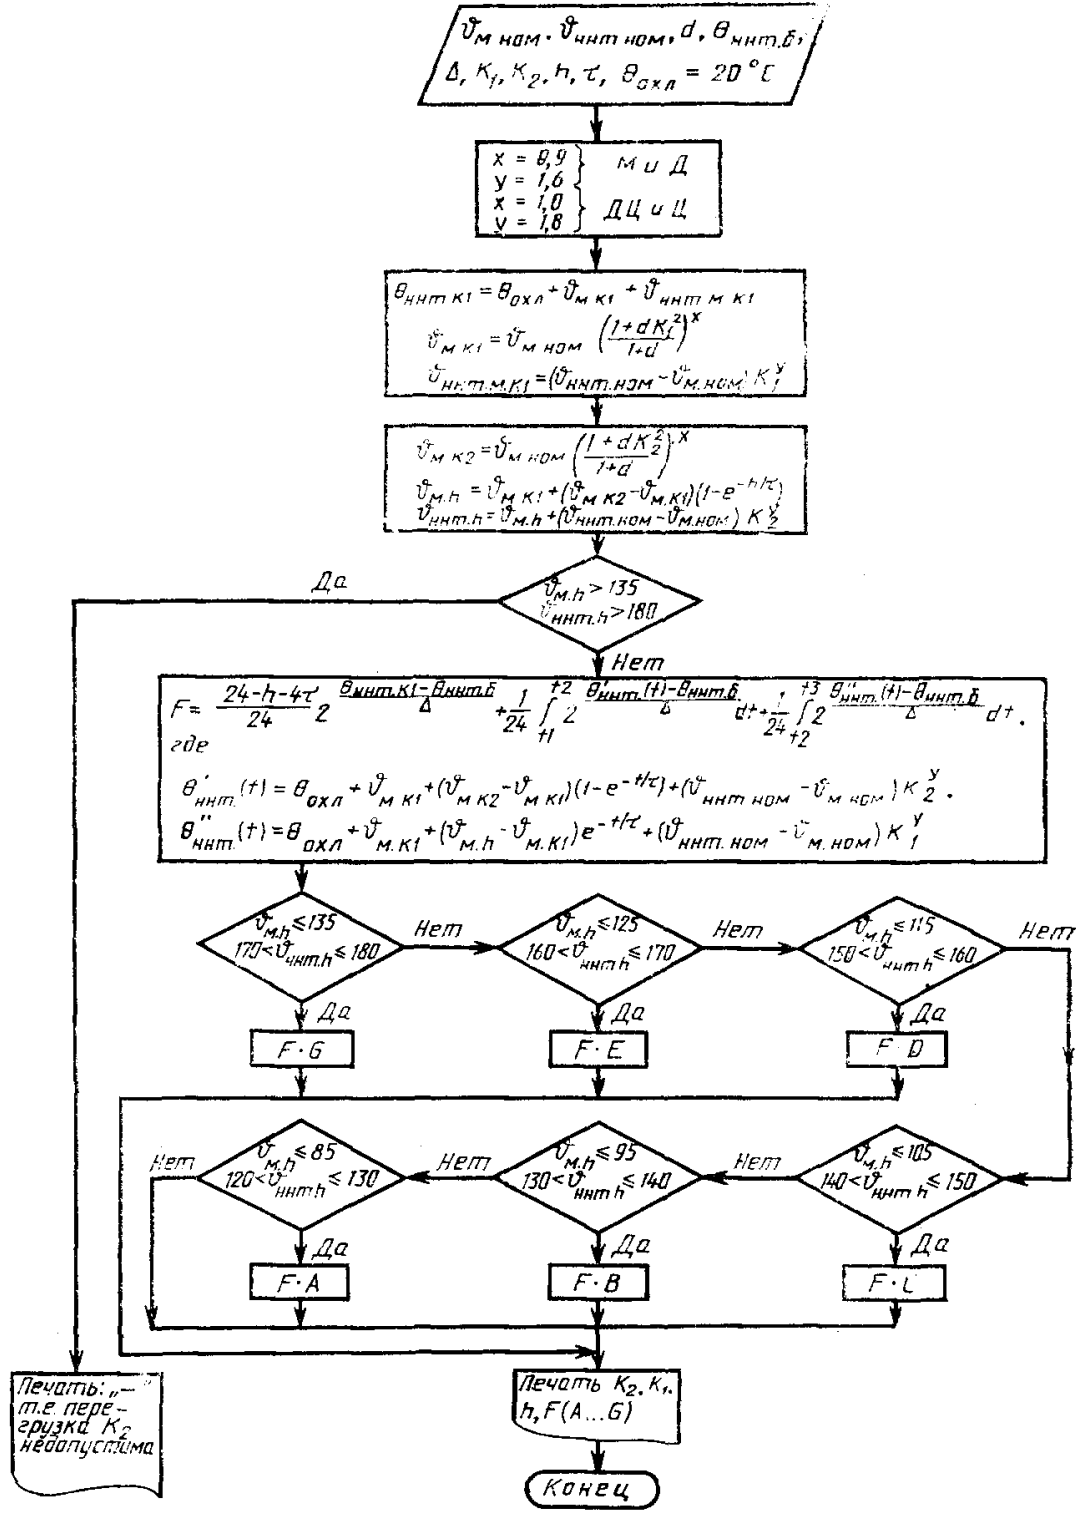 ϑм ном, ϑннт ном, d, θннт.б,
Δ, K₁, K₂, h, τ, θохл = 20 °C
x = 0,9
y = 1,6
} М и Д
x = 1,0
y = 1,8
} ДЦ и Ц
θннт К1 = θохл + ϑм К1 + ϑннт м К1
ϑм К1 = ϑм ном ((1+dK₁²)/(1+d))ˣ
ϑннт.м.К1 = (ϑннт.ном − ϑм.ном) K₁ʸ
ϑм К2 = ϑм ном ((1+dK₂²)/(1+d))ˣ
ϑм.h = ϑм К1 + (ϑм К2 − ϑм.К1)(1−e^(−h/τ))
ϑннт.h = ϑм.h + (ϑннт.ном − ϑм.ном) K₂ʸ
Да
ϑм.h > 135
ϑннт.h > 180
Нет
F = (24−h−4τ)/24 2^((θннт.К1−θннт.б)/Δ) + 1/24 ∫t1^t2 2^((θ′ннт.(t)−θннт.б)/Δ) dt + 1/24 ∫t2^t3 2^((θ″ннт.(t)−θннт.б)/Δ) dt.
где
θ′ннт.(t) = θохл + ϑм К1 + (ϑм К2 − ϑм К1)(1−e^(−t/τ)) + (ϑннт ном − ϑм ном) K₂ʸ.
θ″ннт.(t) = θохл + ϑм.К1 + (ϑм.h − ϑм.К1) e^(−t/τ) + (ϑннт.ном − ϑм.ном) K₁ʸ
ϑм.h ≤ 135
170 < ϑннт.h ≤ 180
Нет
ϑм.h ≤ 125
160 < ϑннт h ≤ 170
Нет
ϑм.h ≤ 115
150 < ϑннт h ≤ 160
Нет
Да
Да
Да
F·G
F·E
F·D
Нет
ϑм.h ≤ 85
120 < ϑннт h ≤ 130
Нет
ϑм.h ≤ 95
130 < ϑннт h ≤ 140
Нет
ϑм.h ≤ 105
140 < ϑннт h ≤ 150
Да
Да
Да
F·A
F·B
F·C
Печать: „—"
т.е. пере-
грузка K₂
недопустима
Печать K₂, K₁,
h, F(A...G)
Конец